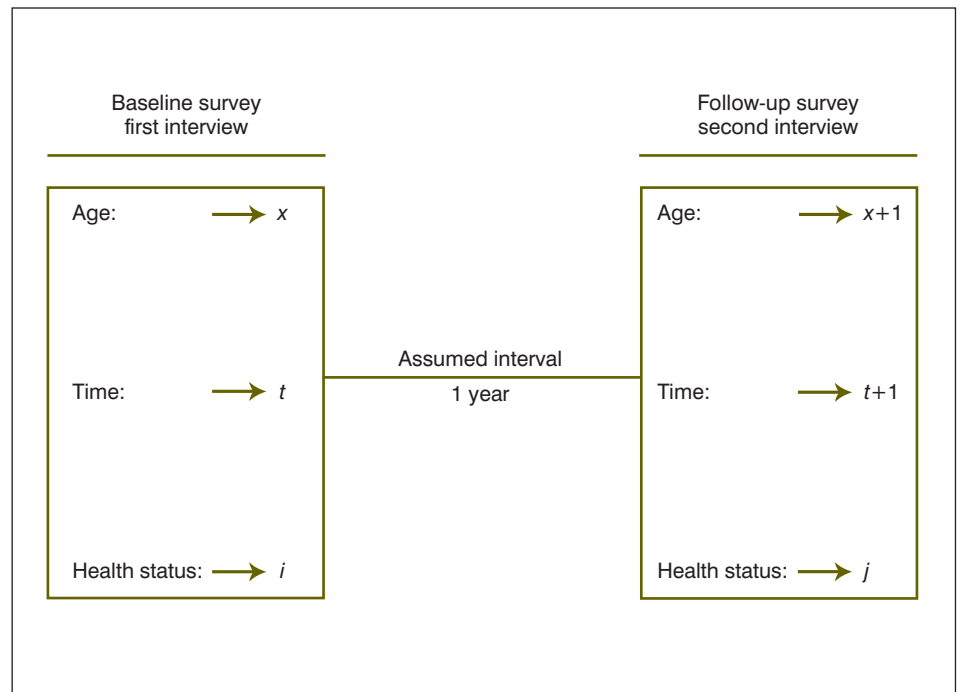 Baseline survey
first interview
Follow-up survey
second interview
Age: x
Time: t
Health status: i
Assumed interval
1 year
Age: x+1
Time: t+1
Health status: j